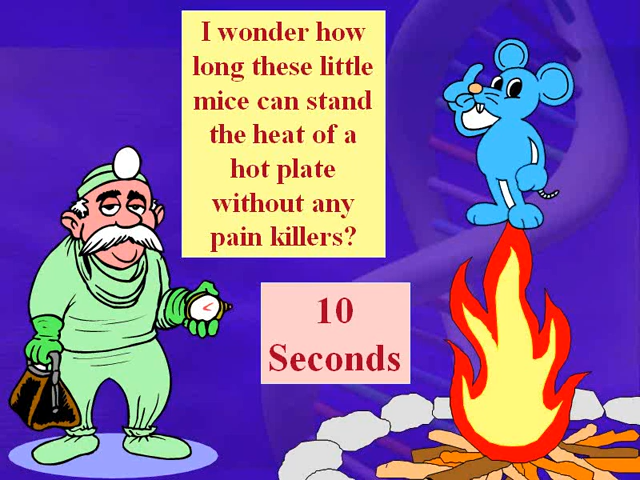 I wonder how
long these little
mice can stand
the heat of a
hot plate
without any
pain killers?
10
Seconds